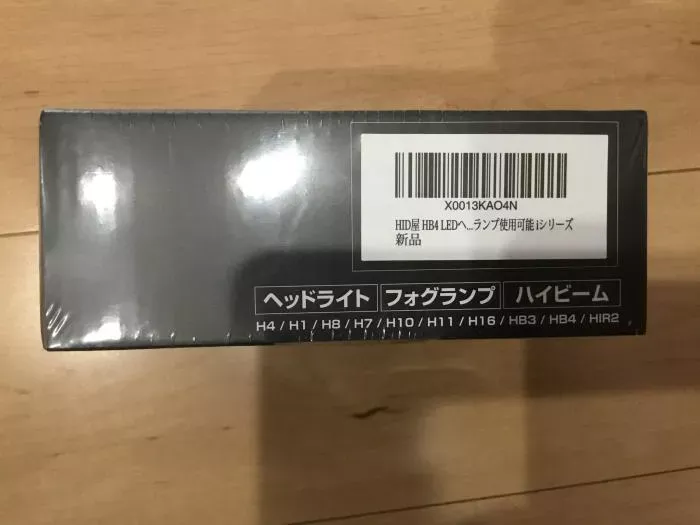 X0013KAO4N
HID屋 HB4 LEDヘ...ランプ使用可能 iシリーズ
新品
ヘッドライト フォグランプ ハイビーム
H4 / H1 / H8 / H7 / H10 / H11 / H16 / HB3 / HB4 / HIR2